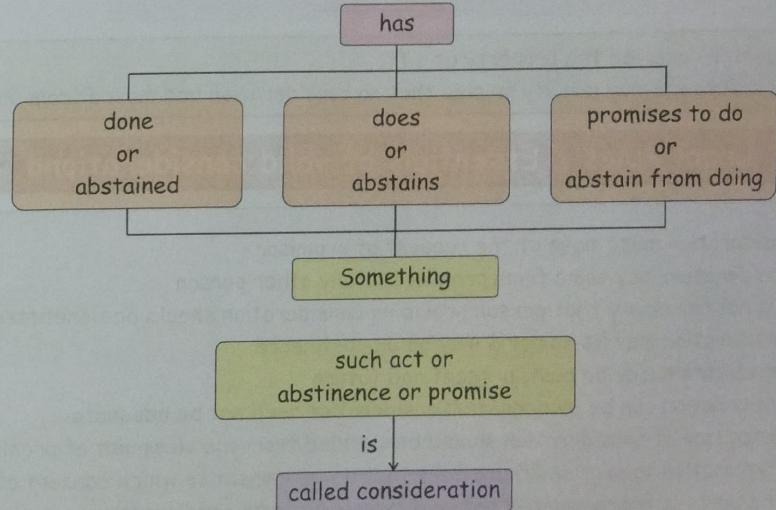 has
done
or
abstained
does
or
abstains
promises to do
or
abstain from doing
Something
such act or
abstinence or promise
is
called consideration